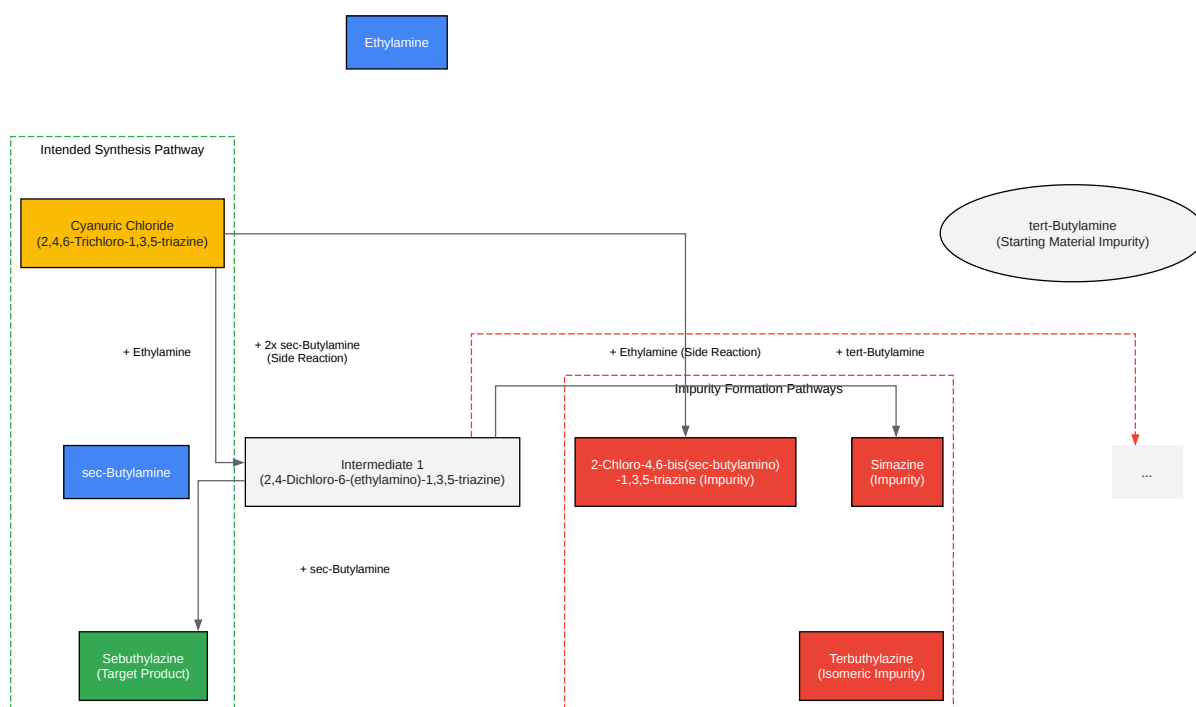 Ethylamine
Intended Synthesis Pathway
Cyanuric Chloride
(2,4,6-Trichloro-1,3,5-triazine)
tert-Butylamine
(Starting Material Impurity)
+ Ethylamine
+ 2x sec-Butylamine
(Side Reaction)
+ Ethylamine (Side Reaction)
+ tert-Butylamine
Impurity Formation Pathways
sec-Butylamine
Intermediate 1
(2,4-Dichloro-6-(ethylamino)-1,3,5-triazine)
2-Chloro-4,6-bis(sec-butylamino)
-1,3,5-triazine (Impurity)
Simazine
(Impurity)
...
+ sec-Butylamine
Sebuthylazine
(Target Product)
Terbuthylazine
(Isomeric Impurity)